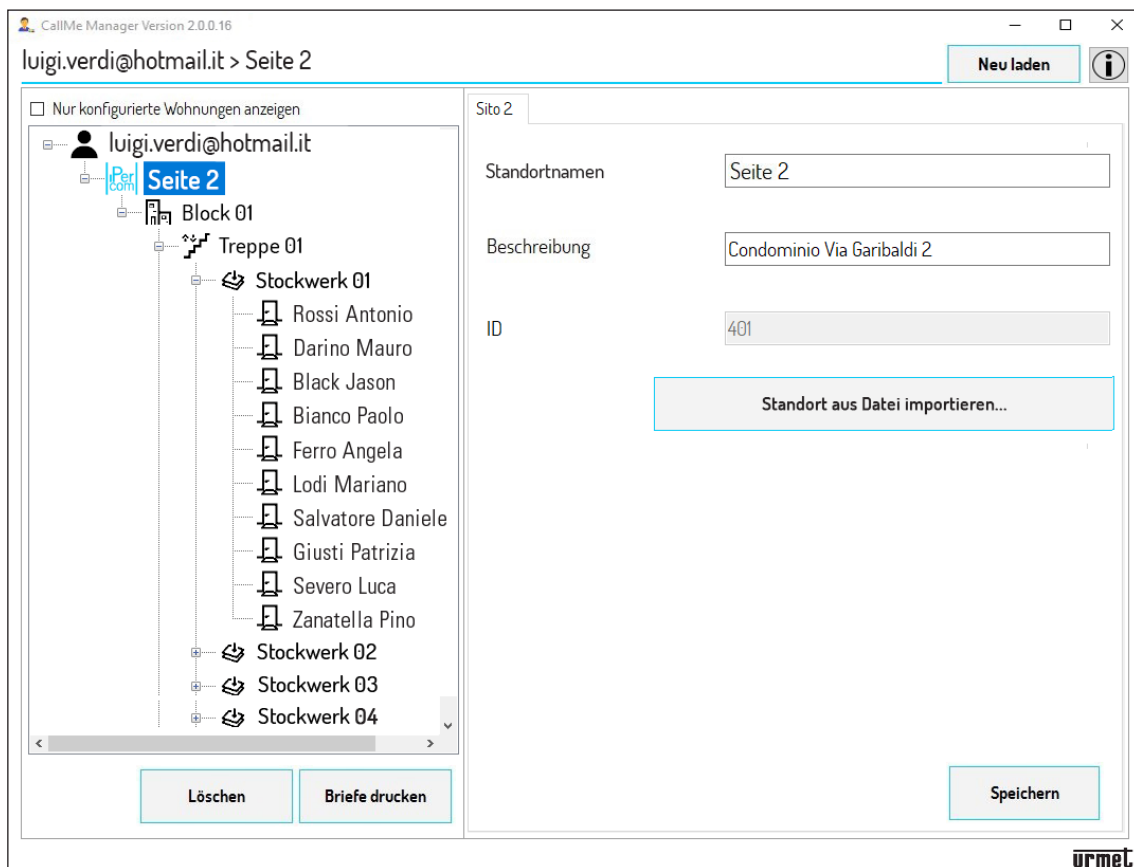 CallMe Manager Version 2.0.0.16
luigi.verdi@hotmail.it > Seite 2
Neu laden
i
Nur konfigurierte Wohnungen anzeigen
luigi.verdi@hotmail.it
iPercom Seite 2
Block 01
Treppe 01
Stockwerk 01
Rossi Antonio
Darino Mauro
Black Jason
Bianco Paolo
Ferro Angela
Lodi Mariano
Salvatore Daniele
Giusti Patrizia
Severo Luca
Zanatella Pino
Stockwerk 02
Stockwerk 03
Stockwerk 04
Löschen
Briefe drucken
Sito 2
Standortnamen
Seite 2
Beschreibung
Condominio Via Garibaldi 2
ID
401
Standort aus Datei importieren...
Speichern
urmet